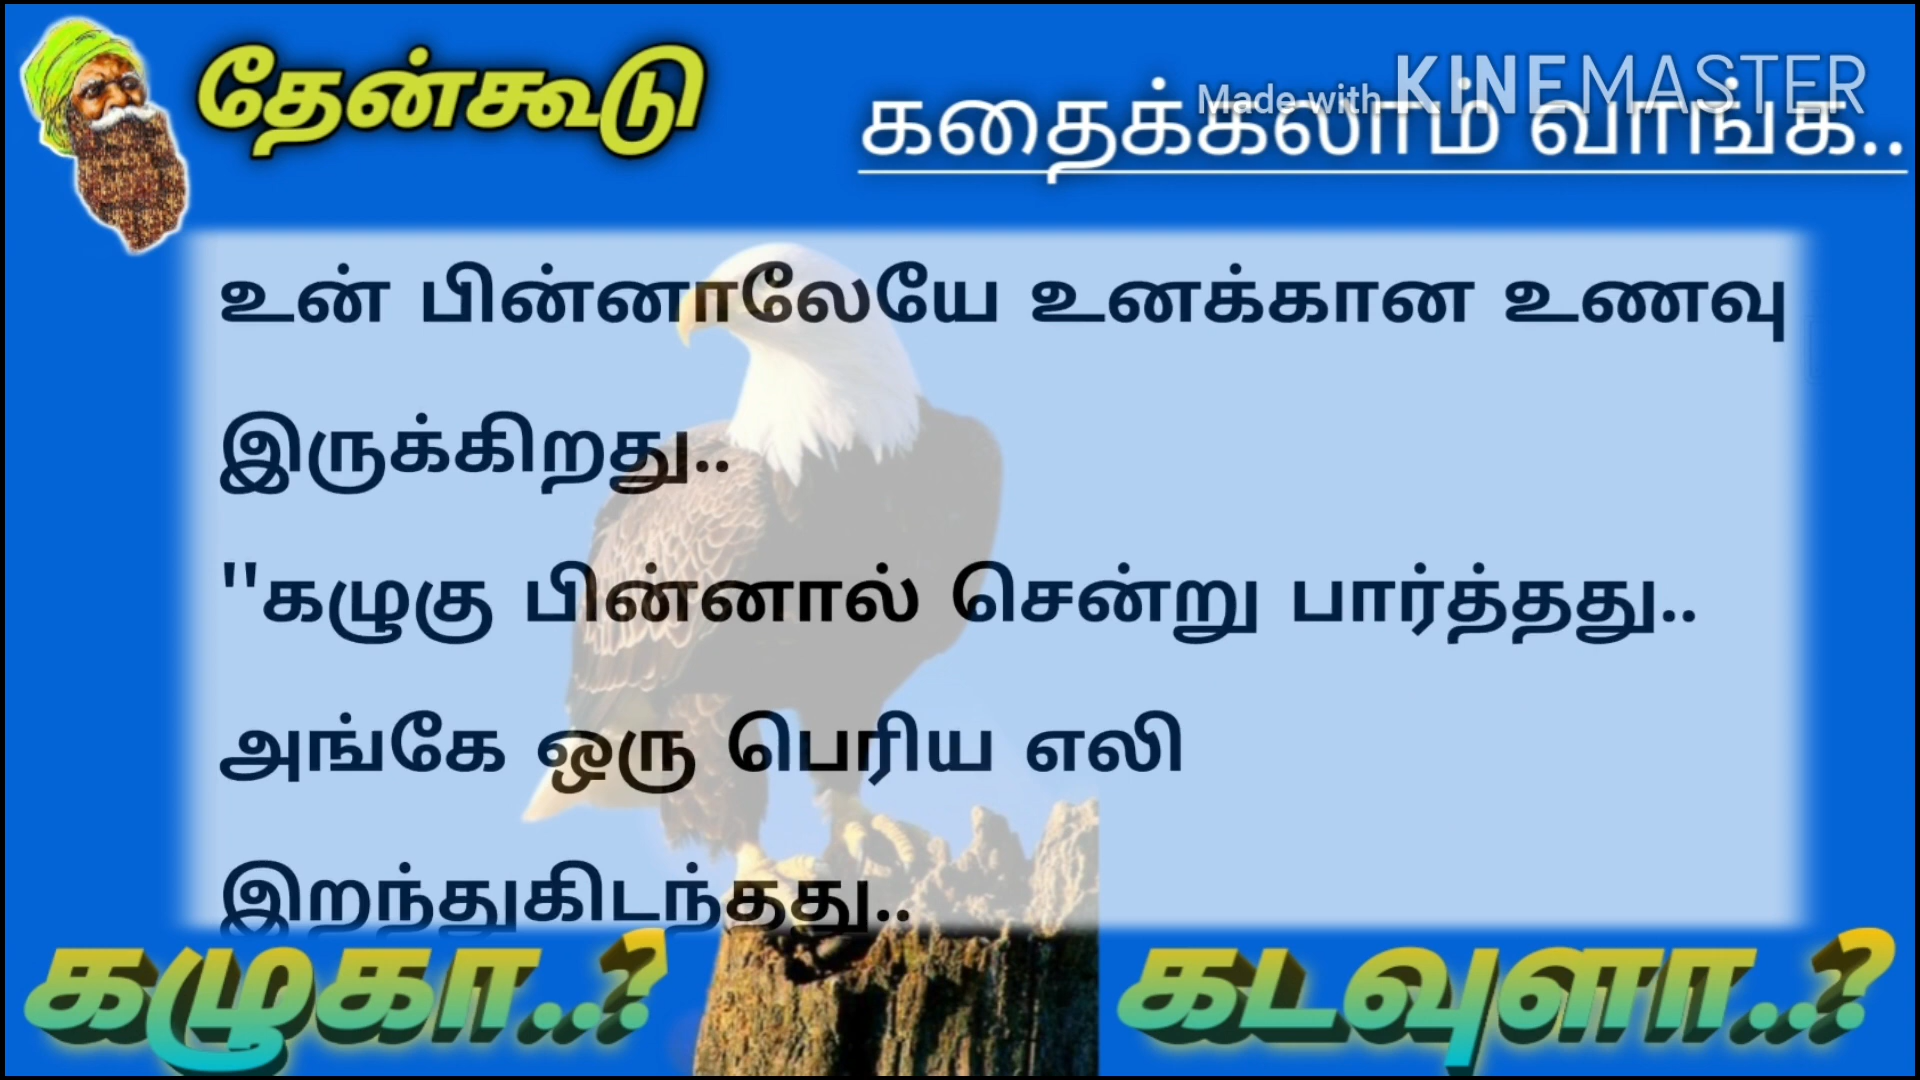 தேன்கூடு
Made with KINEMASTER
கதைக்கலாம் வாங்க..
உன் பின்னாலேயே உனக்கான உணவு
இருக்கிறது..
"கழுகு பின்னால் சென்று பார்த்தது..
அங்கே ஒரு பெரிய எலி
இறந்துகிடந்தது..
கழுகா..? கடவுளா..?